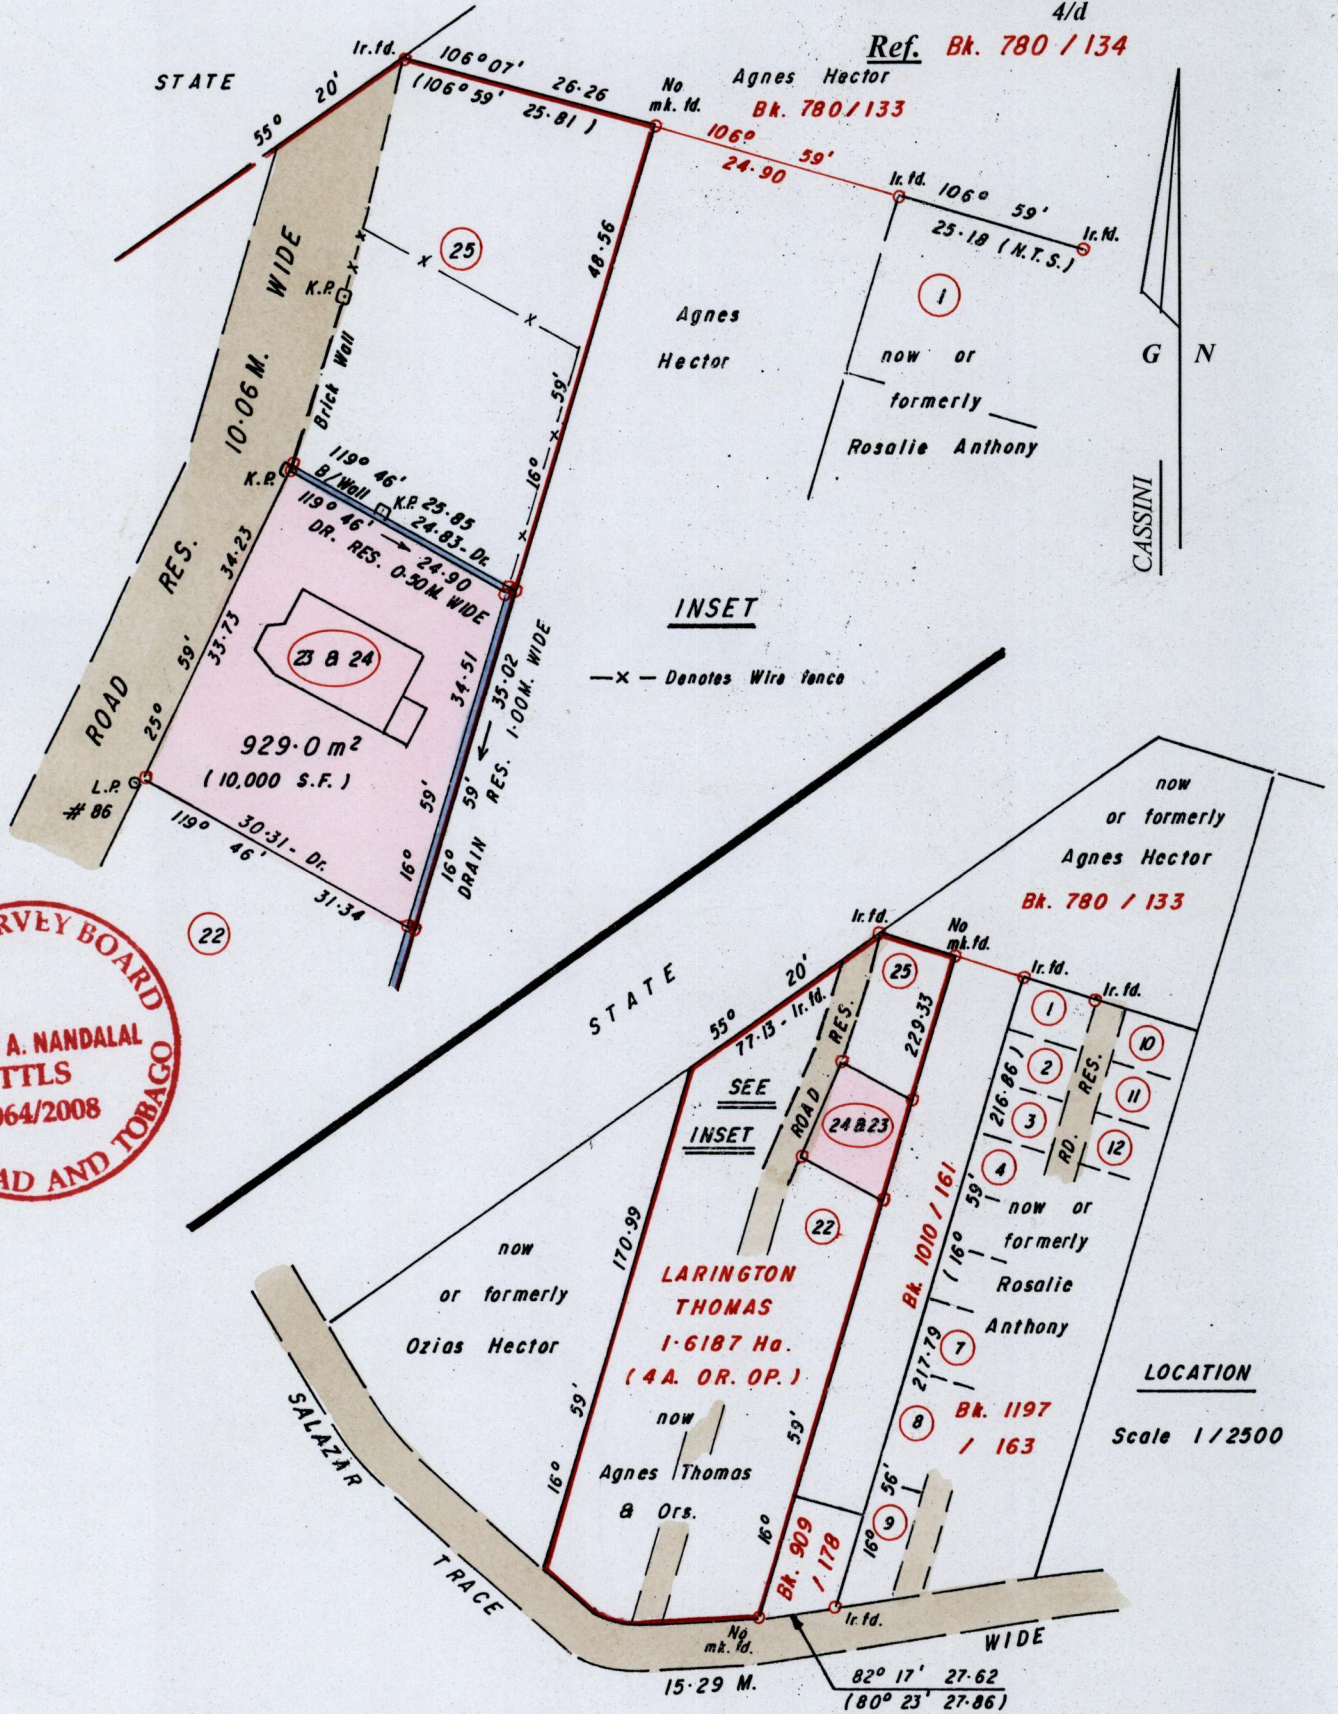 4/d
Ref. Bk. 780 / 134
STATE
55° 20'
Ir. fd.
106° 07' 26·26
(106° 59' 25·81 )
No
mk. fd.
Agnes Hector
Bk. 780/133
106° 59'
24·90
Ir. fd.
106° 59'
25·18 (N.T.S.)
Ir. fd.
25
48·56
16° 59'
x
x
x
x
x
x
K.P.
Brick Wall
10·06 M. WIDE
ROAD RES.
Agnes
Hector
1
now or
formerly
Rosalie Anthony
G N
CASSINI
K.P.
119° 46'
B/Wall
K.P. 25·85
24·83 - Dr.
119° 46'
24·90
DR. RES. 0·50M. WIDE
34·23
33·73
25° 59'
23 & 24
929·0 m²
( 10,000 S.F. )
34·51
16° 59'
35·02
16° 59'
DRAIN RES. 1·00M. WIDE
L.P.
# 86
119° 46'
30·31 - Dr.
31·34
22
INSET
—x— Denotes Wire fence
RVEY BOARD
A. NANDALAL
TTLS
064/2008
AD AND TOBAGO
now
or formerly
Agnes Hector
Bk. 780 / 133
STATE
55° 20'
77·13 - Ir. fd.
Ir. fd.
No
mk. fd.
Ir. fd.
Ir. fd.
25
229·33
ROAD RES.
SEE
INSET
24 & 23
22
1
2
3
4
10
11
12
RD. RES.
( 16° 59' 216·86 )
Bk. 1010 / 161
now or
formerly
Rosalie
Anthony
7
8
9
16° 56' 217·79
Bk. 1197
/ 163
170·99
16° 59'
LARINGTON
THOMAS
1·6187 Ha.
( 4A. OR. OP. )
now
Agnes Thomas
& Ors.
16° 59'
Bk. 909
/ 178
now
or formerly
Ozias Hector
LOCATION
Scale 1 / 2500
SALAZAR
TRACE
15·29 M.
WIDE
No
mk. fd.
Ir. fd.
82° 17' 27·62
(80° 23' 27·86)